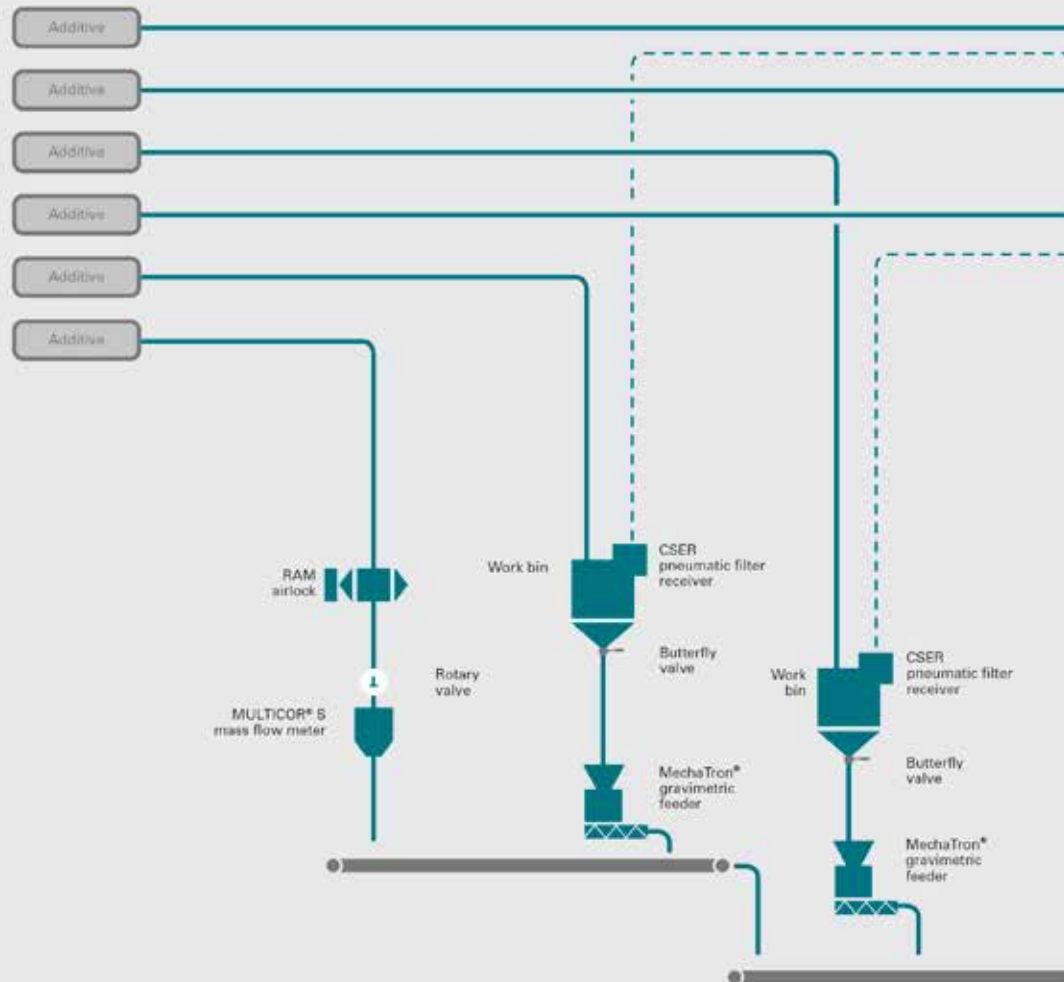 Additive
Additive
Additive
Additive
Additive
Additive
RAM
airlock
Rotary
valve
MULTICOR® S
mass flow meter
Work bin
CSER
pneumatic filter
receiver
Butterfly
valve
MechaTron®
gravimetric
feeder
Work
bin
CSER
pneumatic filter
receiver
Butterfly
valve
MechaTron®
gravimetric
feeder